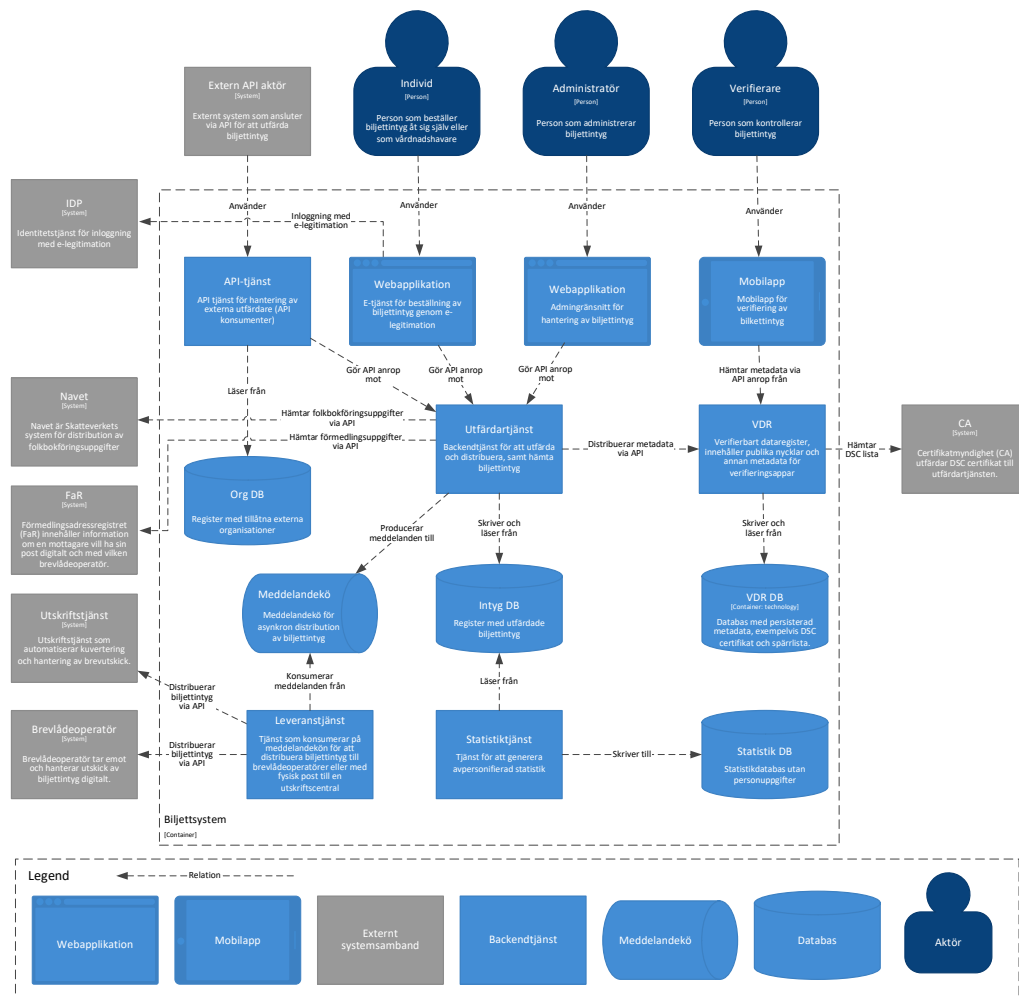 Extern API aktör
[System]
Externt system som ansluter
via API för att utfärda
biljettintyg
Individ
[Person]
Person som beställer
biljettintyg åt sig själv eller
som vårdnadshavare
Administratör
[Person]
Person som administrerar
biljettintyg
Verifierare
[Person]
Person som kontrollerar
biljettintyg
IDP
[System]
Identitetstjänst för inloggning
med e-legitimation
Använder
Inloggning med
e-legitimation
Använder
Använder
Använder
API-tjänst
API tjänst för hantering av
externa utfärdare (API
konsumenter)
Webapplikation
E-tjänst för beställning av
biljettintyg genom e-
legitimation
Webapplikation
Admingränsnitt för
hantering av biljettintyg
Mobilapp
Mobilapp för
verifiering av
bilkettintyg
Läser från
Gör API anrop
mot
Gör API anrop
mot
Gör API anrop
mot
Hämtar metadata via
API anrop från
Navet
[System]
Navet är Skatteverkets
system för distribution av
folkbokföringsuppgifter
Hämtar folkbokföringsuppgifter
via API
Hämtar förmedlingsuppgifter
via API
Utfärdartjänst
Backendtjänst för att utfärda
och distribuera, samt hämta
biljettintyg
Distribuerar metadata
via API
VDR
Verifierbart dataregister,
innehåller publika nycklar och
annan metadata för
verifieringsappar
Hämtar
DSC lista
CA
[System]
Certifikatmyndighet (CA)
utfärdar DSC certifikat till
utfärdartjänsten.
FaR
[System]
Förmedlingsadressregistret
(FaR) innehåller information
om en mottagare vill ha sin
post digitalt och med vilken
brevlådeoperatör.
Org DB
Register med tillåtna externa
organisationer
Producerar
meddelanden till
Skriver och
läser från
Skriver och
läser från
Meddelandekö
Meddelandekö för
asynkron distribution
av biljettintyg
Intyg DB
Register med utfärdade
biljettintyg
VDR DB
[Container: technology]
Databas med persisterad
metadata, exempelvis DSC
certifikat och spärrlista.
Utskriftstjänst
[System]
Utskriftstjänst som
automatiserar kuvertering
och hantering av brevutskick.
Distribuerar
biljettintyg
via API
Konsumerar
meddelanden från
Läser från
Brevlådeoperatör
[System]
Brevlådeoperatör tar emot
och hanterar utskick av
biljettintyg digitalt.
Distribuerar
biljettintyg
via API
Leveranstjänst
Tjänst som konsumerar på
meddelandekön för att
distribuera biljettintyg till
brevlådeoperatörer eller med
fysisk post till en
utskriftscentral
Statistiktjänst
Tjänst för att generera
avpersonifierad statistik
Skriver till
Statistik DB
Statistikdatabas utan
personuppgifter
Biljettsystem
[Container]
Legend
Relation
Webapplikation
Mobilapp
Externt
systemsamband
Backendtjänst
Meddelandekö
Databas
Aktör